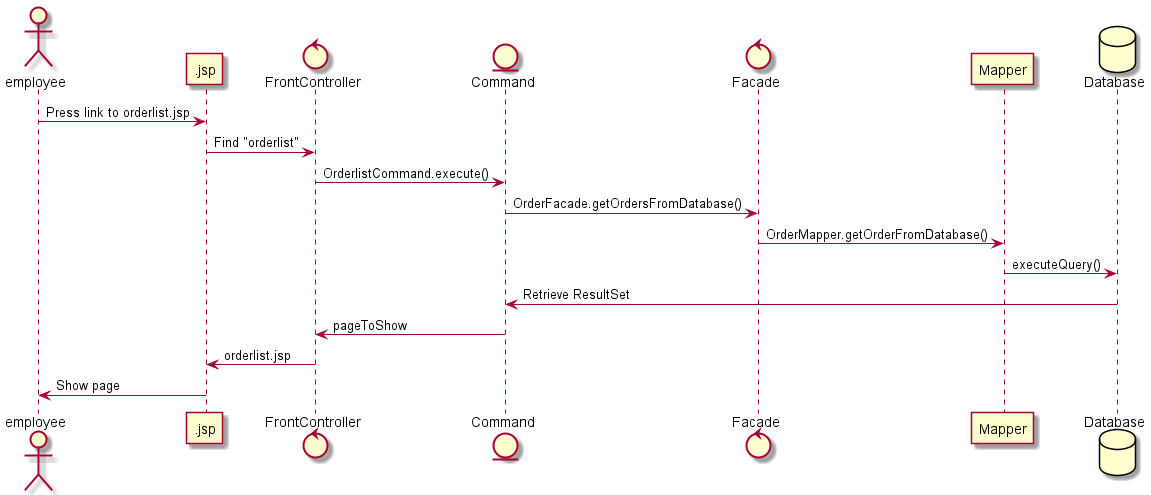 employee
.jsp
FrontController
Command
Facade
Mapper
Database
Press link to orderlist.jsp
Find "orderlist"
OrderlistCommand.execute()
OrderFacade.getOrdersFromDatabase()
OrderMapper.getOrderFromDatabase()
executeQuery()
Retrieve ResultSet
pageToShow
orderlist.jsp
Show page
employee
.jsp
FrontController
Command
Facade
Mapper
Database